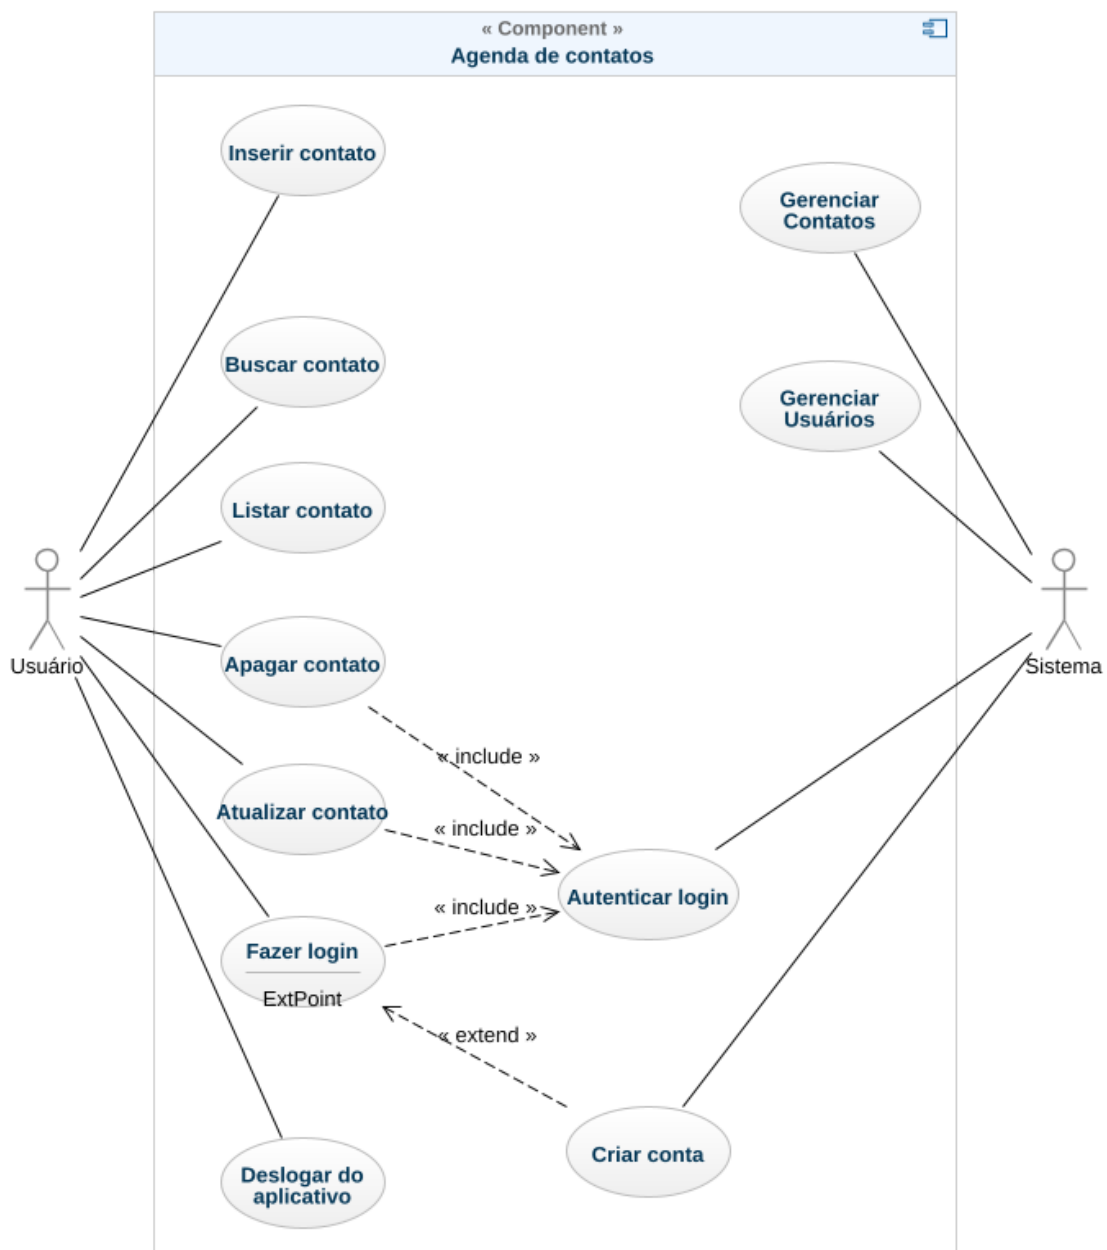 « Component »
Agenda de contatos
Inserir contato
Gerenciar
Contatos
Buscar contato
Gerenciar
Usuários
Listar contato
Usuário
Apagar contato
Sistema
« include »
Atualizar contato
« include »
Autenticar login
« include »
Fazer login
ExtPoint
« extend »
Criar conta
Deslogar do
aplicativo